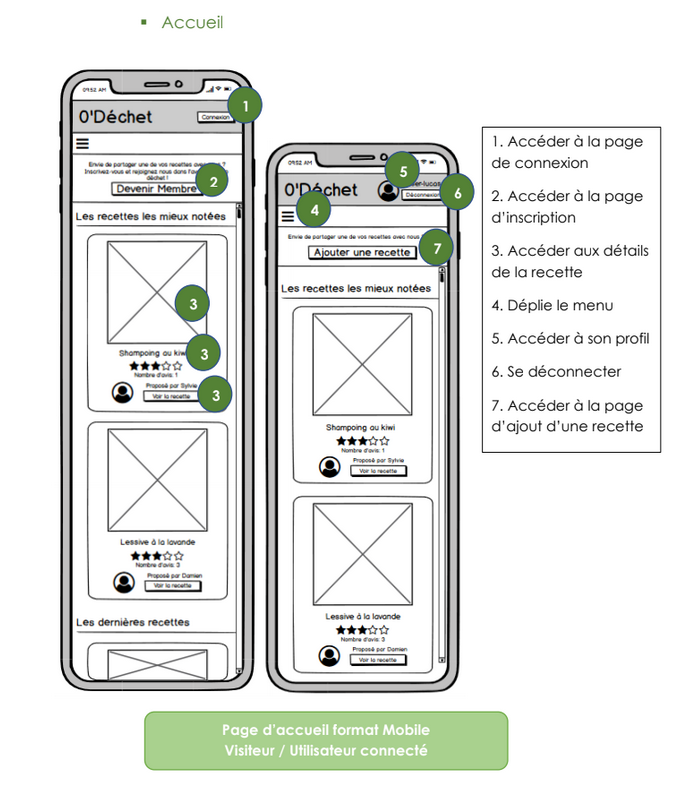 Accueil
09:52 AM
0'Déchet
Connexion
1
Envie de partager une de vos recettes avec ?
Inscrivez-vous et rejoignez nous dans
déchet !
Devenir Membre
2
Les recettes les mieux notées
3
Shampoing au kiwi
3
Nombre d'avis: 1
Proposé par Sylvie
Voir la recette
3
Lessive à la lavande
Nombre d'avis: 3
Proposé par Damien
Voir la recette
Les dernières recettes
09:52 AM
0'Déchet
5
Déconnexion
6
4
Envie de partager une de vos recettes avec nous
Ajouter une recette
7
Les recettes les mieux notées
Shampoing au kiwi
Nombre d'avis: 1
Proposé par Sylvie
Voir la recette
Lessive à la lavande
Nombre d'avis: 3
Proposé par Damien
Voir la recette
1. Accéder à la page
de connexion
2. Accéder à la page
d'inscription
3. Accéder aux détails
de la recette
4. Déplie le menu
5. Accéder à son profil
6. Se déconnecter
7. Accéder à la page
d'ajout d'une recette
Page d'accueil format Mobile
Visiteur / Utilisateur connecté